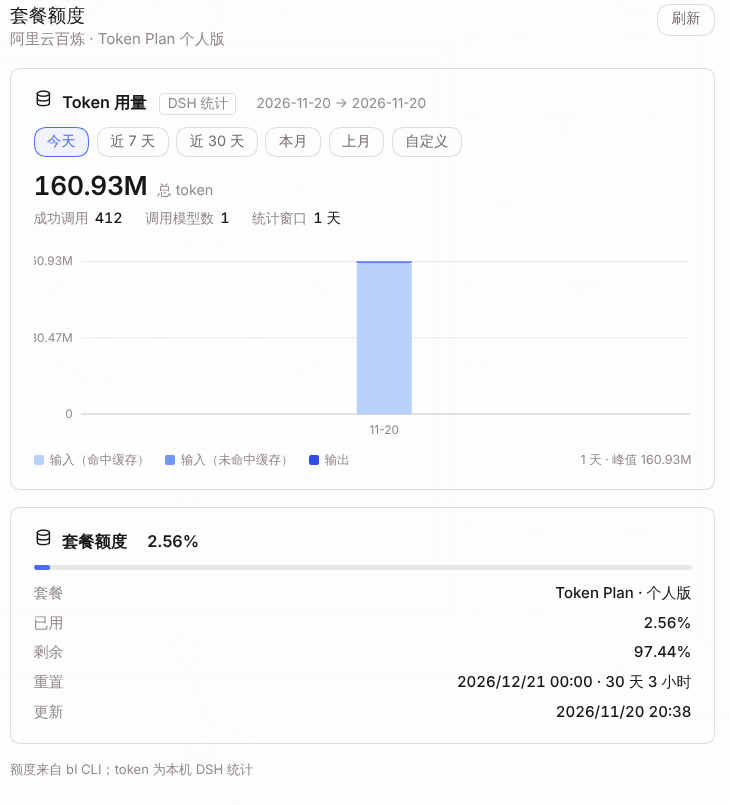 套餐额度
刷新
阿里云百炼 · Token Plan 个人版
Token 用量 DSH 统计 2026-11-20 → 2026-11-20
今天 近 7 天 近 30 天 本月 上月 自定义
160.93M 总 token
成功调用 412 调用模型数 1 统计窗口 1 天
60.93M
30.47M
0
11-20
输入（命中缓存） 输入（未命中缓存） 输出 1 天 · 峰值 160.93M
套餐额度 2.56%
套餐 Token Plan · 个人版
已用 2.56%
剩余 97.44%
重置 2026/12/21 00:00 · 30 天 3 小时
更新 2026/11/20 20:38
额度来自 bl CLI；token 为本机 DSH 统计